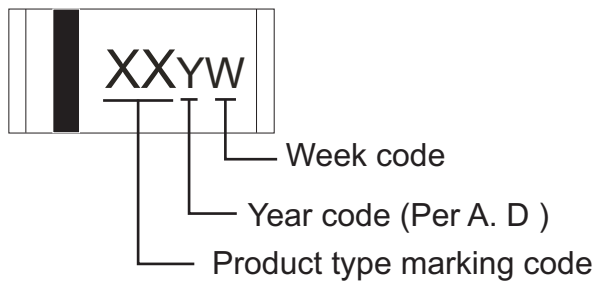 XXYW
Week code
Year code (Per A. D )
Product type marking code